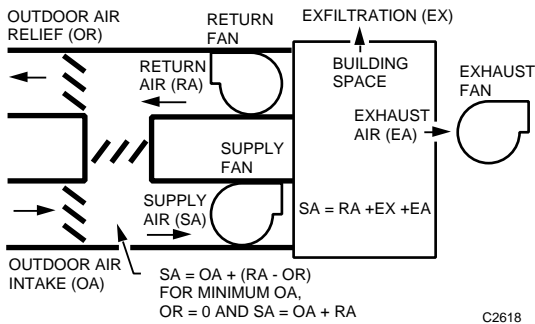 OUTDOOR AIR
RELIEF (OR)
RETURN
FAN
EXFILTRATION (EX)
RETURN
AIR (RA)
BUILDING
SPACE
EXHAUST
FAN
EXHAUST
AIR (EA)
SUPPLY
FAN
SUPPLY
AIR (SA)
SA = RA +EX +EA
OUTDOOR AIR
INTAKE (OA)
SA = OA + (RA - OR)
FOR MINIMUM OA,
OR = 0 AND SA = OA + RA
C2618